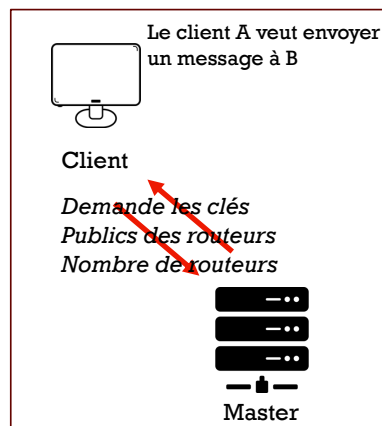 Le client A veut envoyer
un message à B
Client
Demande les clés
Publics des routeurs
Nombre de routeurs
Master